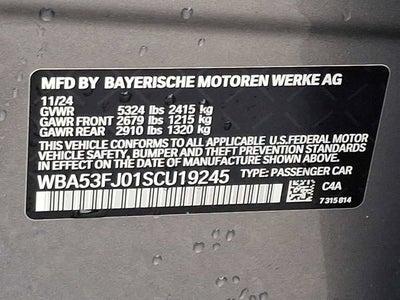 MFD BY BAYERISCHE MOTOREN WERKE AG
11/24
GVWR 5324 lbs 2415 kg
GAWR FRONT 2679 lbs 1215 kg
GAWR REAR 2910 lbs 1320 kg
THIS VEHICLE CONFORMS TO ALL APPLICABLE U.S. FEDERAL MOTOR
VEHICLE SAFETY, BUMPER AND THEFT PREVENTION STANDARDS
IN EFFECT ON THE DATE OF MANUFACTURE SHOWN ABOVE.
WBA53FJ01SCU19245 TYPE: PASSENGER CAR
C4A
7 315 814